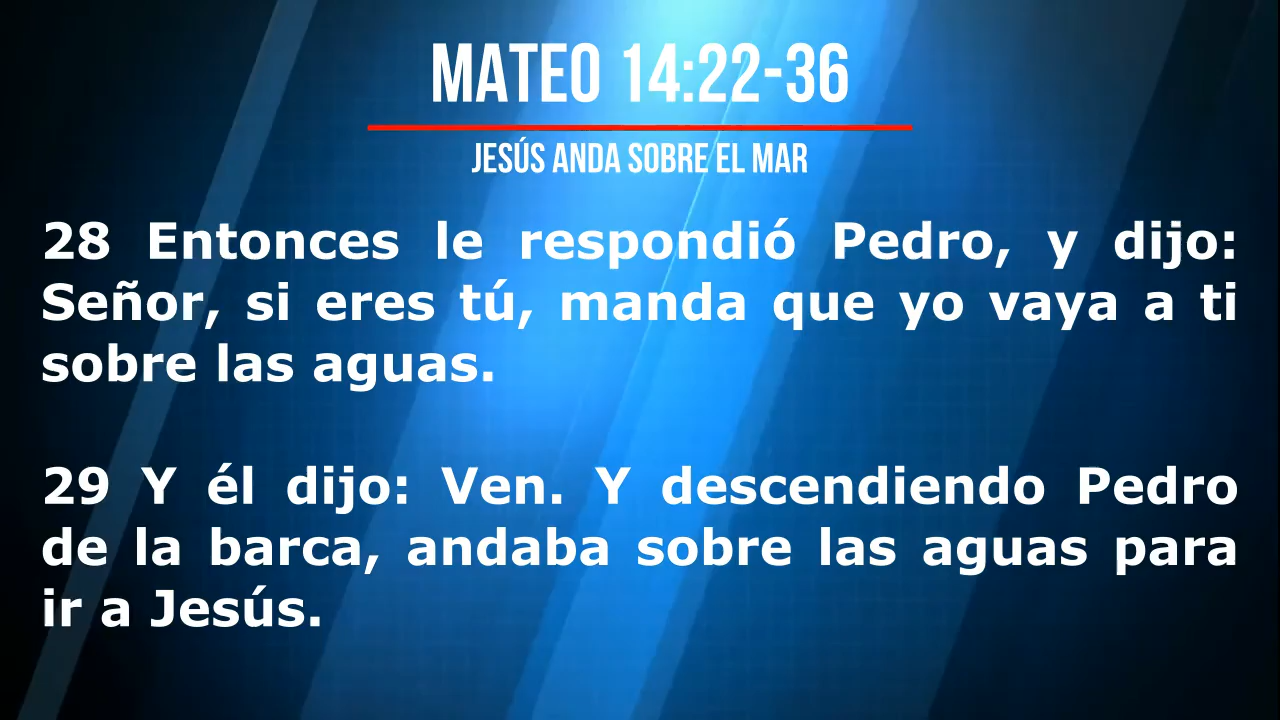 MATEO 14:22-36
JESÚS ANDA SOBRE EL MAR
28 Entonces le respondió Pedro, y dijo:
Señor, si eres tú, manda que yo vaya a ti
sobre las aguas.
29 Y él dijo: Ven. Y descendiendo Pedro
de la barca, andaba sobre las aguas para
ir a Jesús.